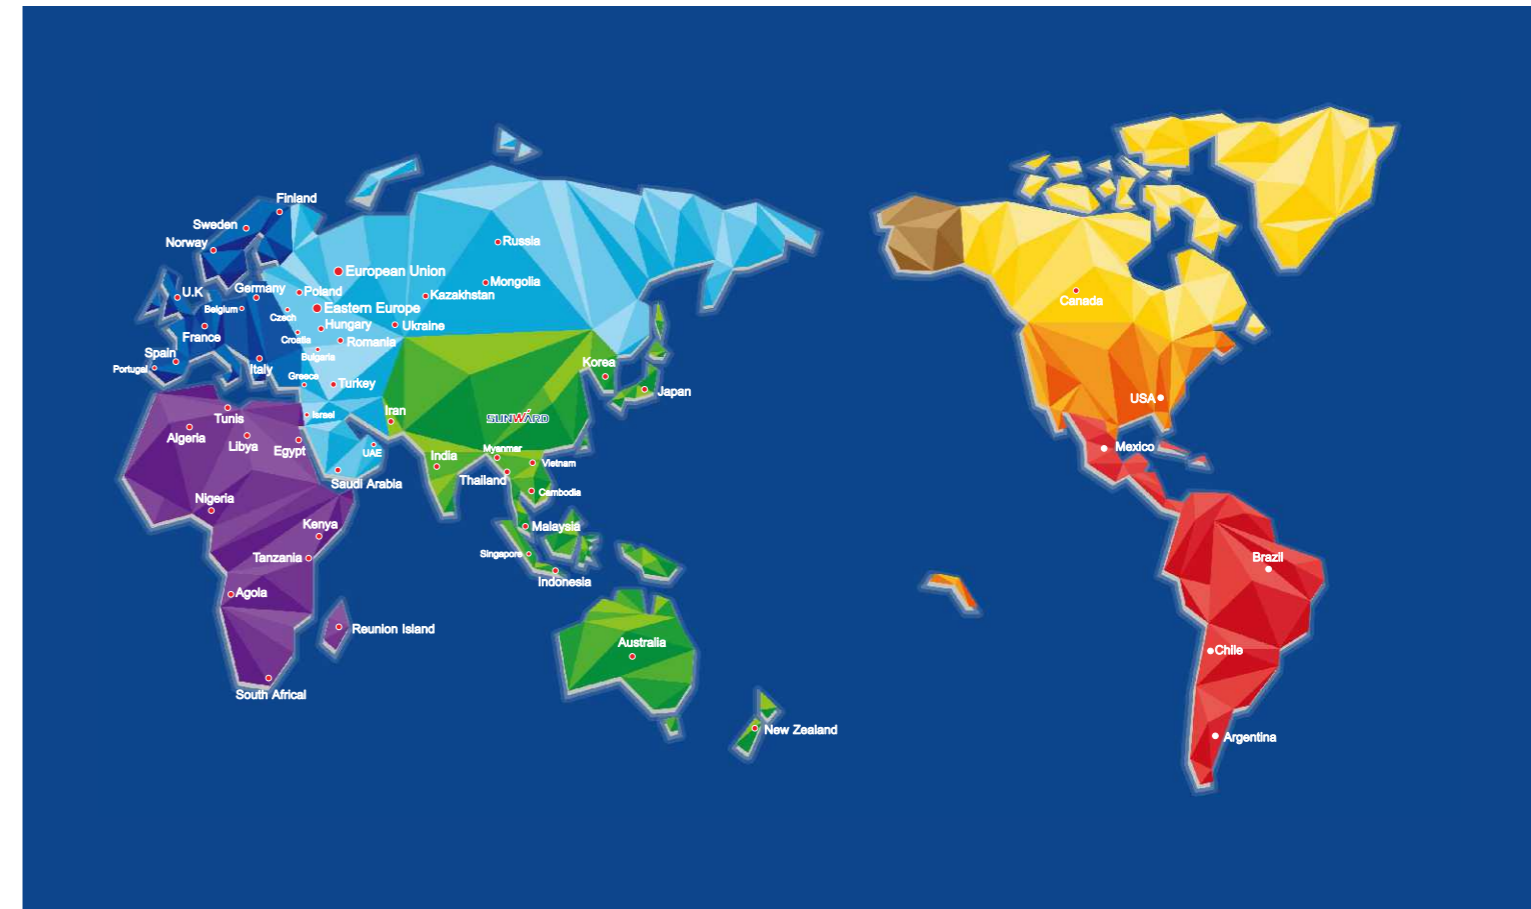 Finland
Sweden
Norway
Russia
European Union
Mongolia
U.K
Germany
Poland
Kazakhstan
Canada
Belgium
Eastern Europe
Czech
Hungary
Ukraine
France
Croatia
Romania
Bulgaria
Spain
Korea
Portugal
Italy
Greece
Turkey
Japan
USA
Tunis
Israel
Iran
SUNWARD
Algeria
Libya
Egypt
UAE
Mexico
India
Myanmar
Vietnam
Saudi Arabia
Thailand
Cambodia
Nigeria
Kenya
Malaysia
Tanzania
Singapore
Brazil
Indonesia
Agola
Reunion Island
Australia
Chile
South Africal
New Zealand
Argentina